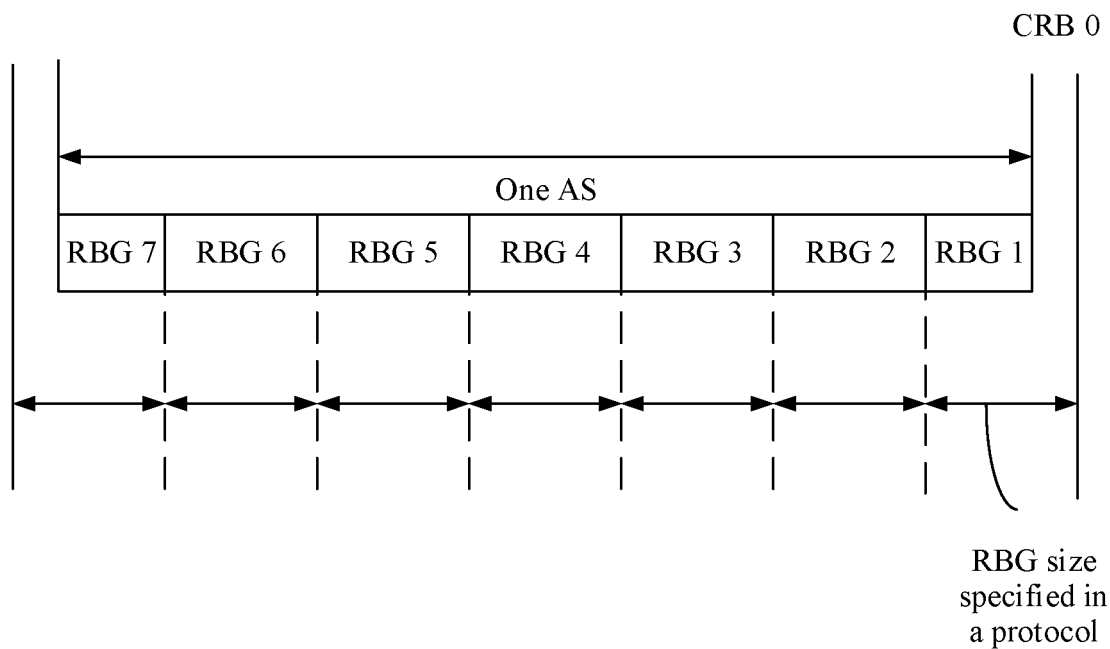 CRB 0
One AS
RBG 7 RBG 6 RBG 5 RBG 4 RBG 3 RBG 2 RBG 1
RBG size
specified in
a protocol